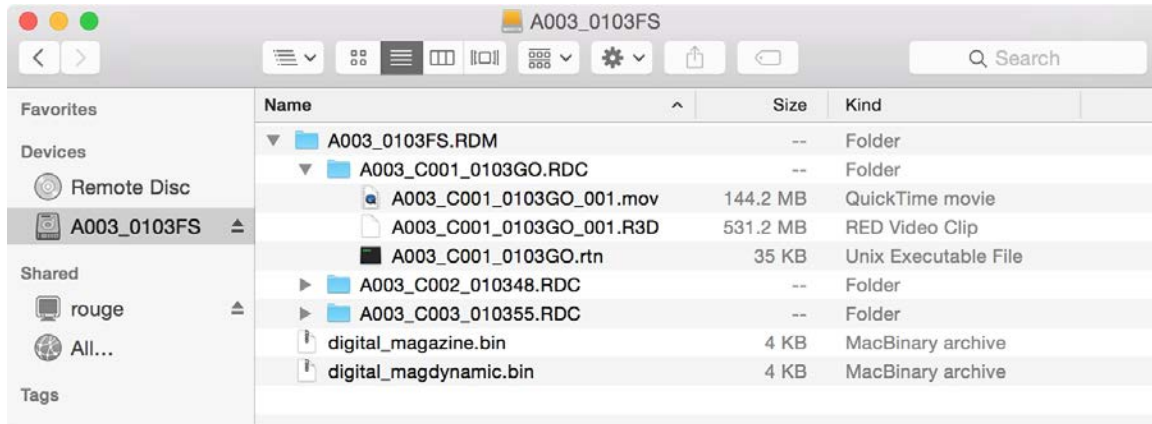 A003_0103FS
Search
Favorites
Devices
Remote Disc
A003_0103FS
Shared
rouge
All...
Tags
Name Size Kind
A003_0103FS.RDM -- Folder
A003_C001_0103GO.RDC -- Folder
A003_C001_0103GO_001.mov 144.2 MB QuickTime movie
A003_C001_0103GO_001.R3D 531.2 MB RED Video Clip
A003_C001_0103GO.rtn 35 KB Unix Executable File
A003_C002_010348.RDC -- Folder
A003_C003_010355.RDC -- Folder
digital_magazine.bin 4 KB MacBinary archive
digital_magdynamic.bin 4 KB MacBinary archive